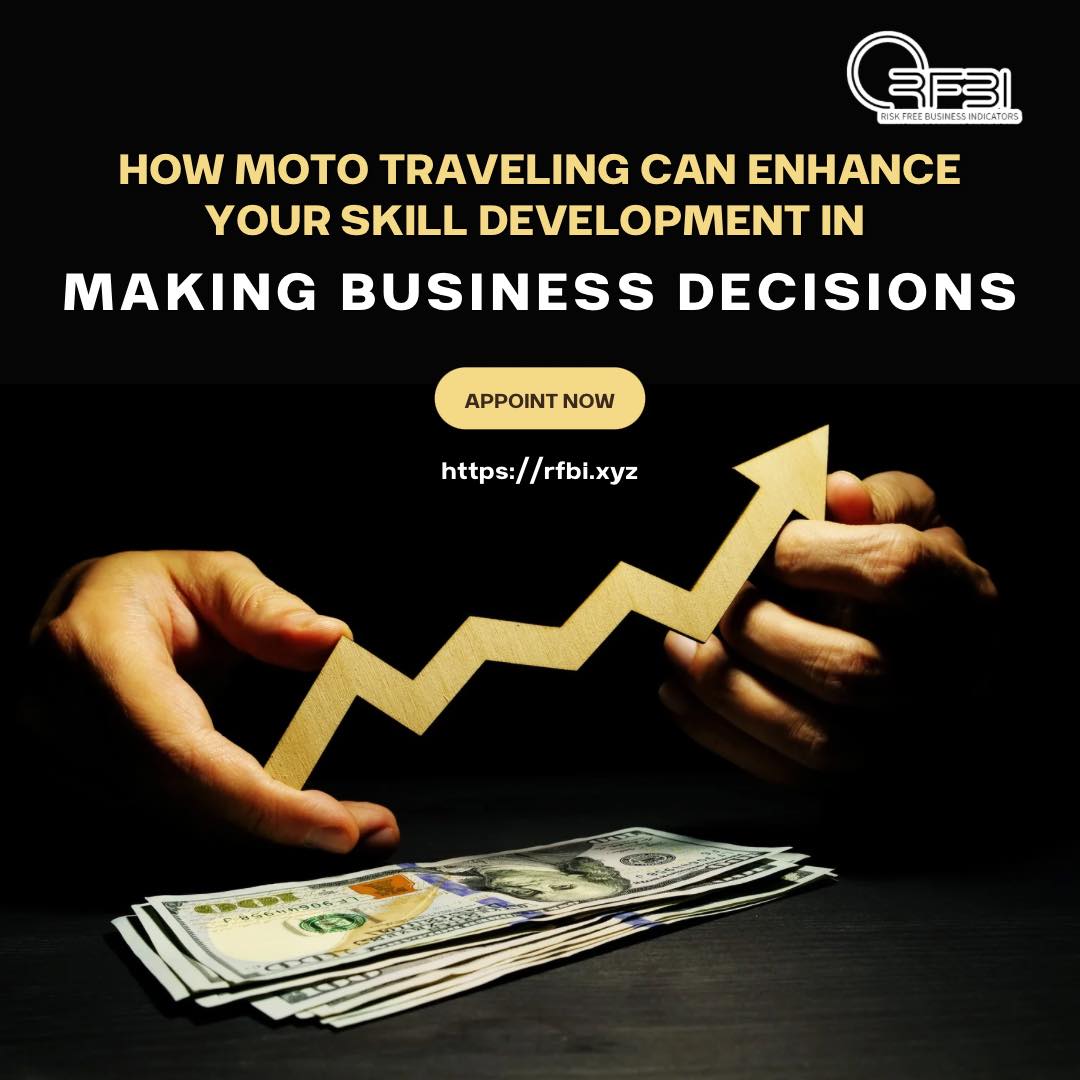 RFBI
RISK FREE BUSINESS INDICATORS
HOW MOTO TRAVELING CAN ENHANCE
YOUR SKILL DEVELOPMENT IN
MAKING BUSINESS DECISIONS
APPOINT NOW
https://rfbi.xyz
100